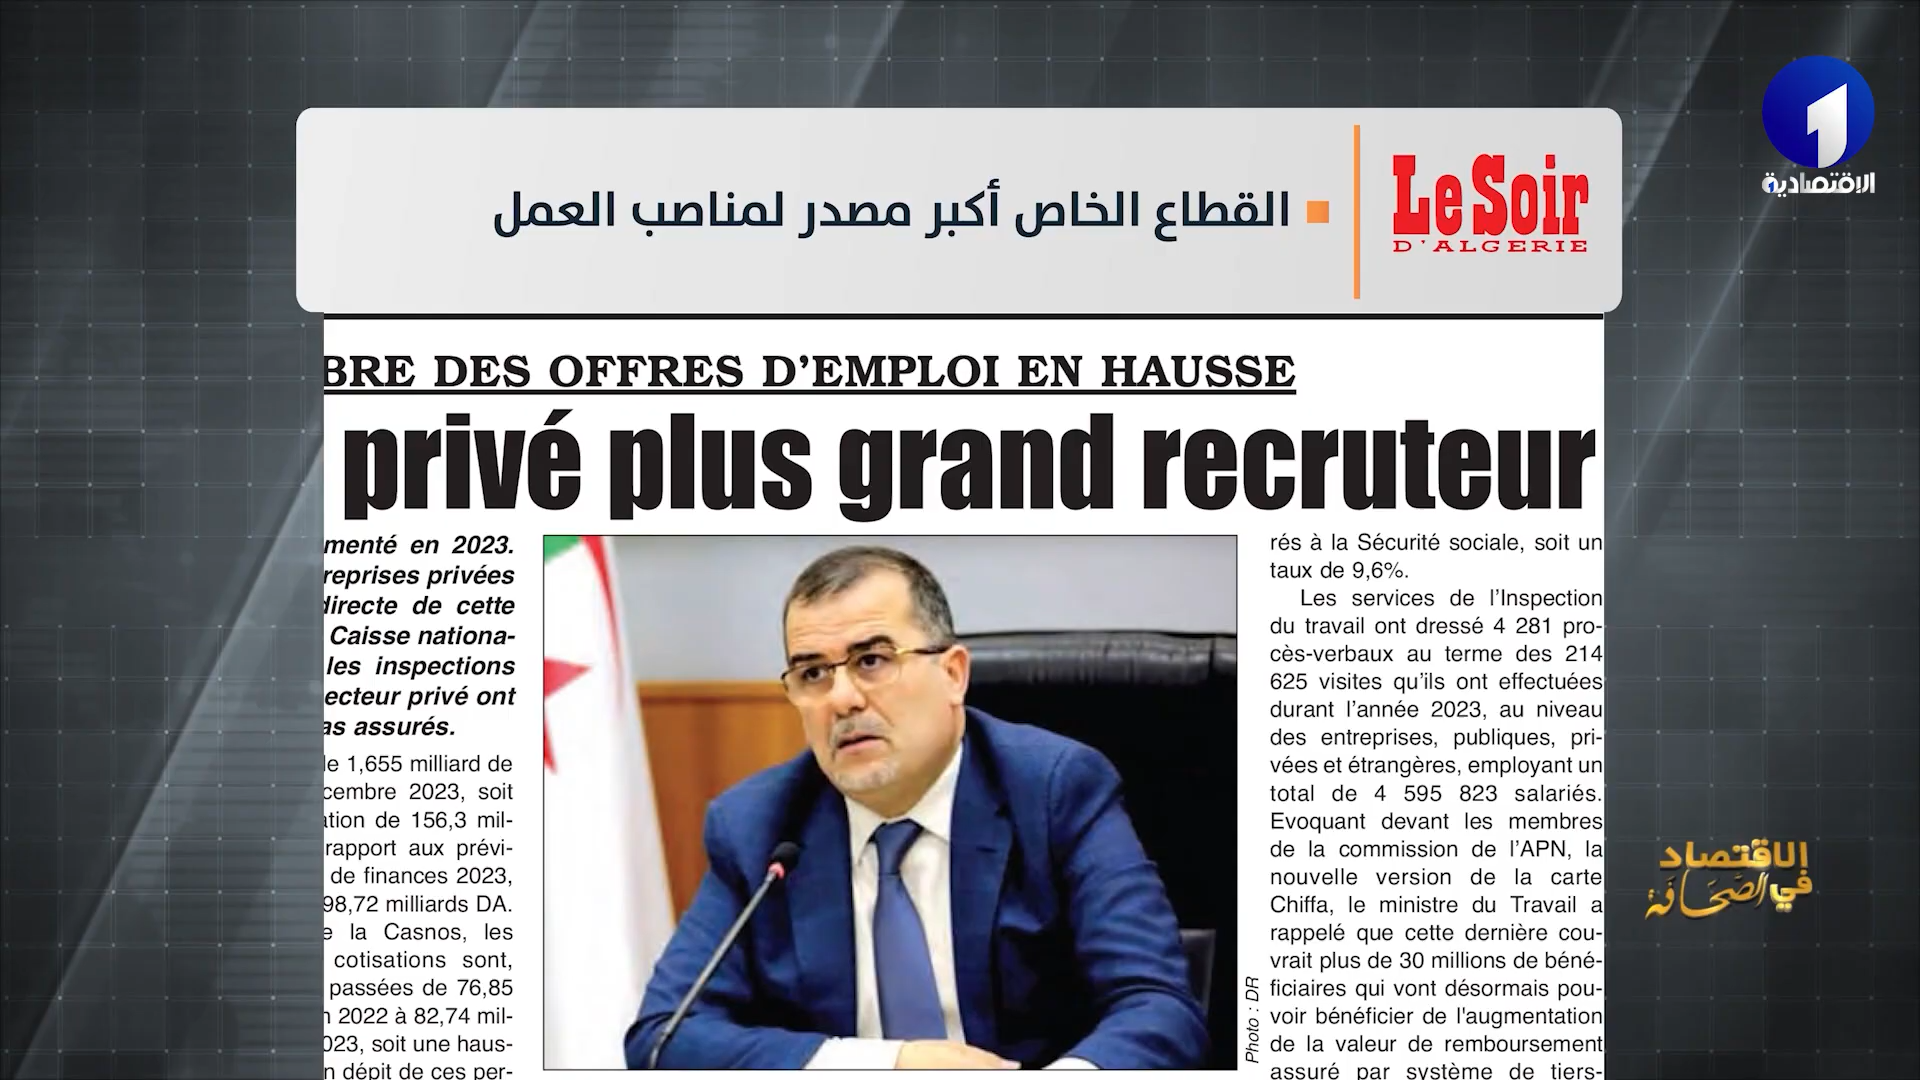 القطاع الخاص أكبر مصدر لمناصب العمل
Le Soir
D'ALGERIE
1
الاقتصادية
BRE DES OFFRES D'EMPLOI EN HAUSSE
privé plus grand recruteur
menté en 2023.
reprises privées
directe de cette
Caisse nationa-
les inspections
ecteur privé ont
as assurés.
le 1,655 milliard de
cembre 2023, soit
ation de 156,3 mil-
rapport aux prévi-
de finances 2023,
98,72 milliards DA.
e la Casnos, les
cotisations sont,
passées de 76,85
n 2022 à 82,74 mil-
023, soit une haus-
n dépit de ces per-
Photo : DR
rés à la Sécurité sociale, soit un
taux de 9,6%.
Les services de l'Inspection
du travail ont dressé 4 281 pro-
cès-verbaux au terme des 214
625 visites qu'ils ont effectuées
durant l'année 2023, au niveau
des entreprises, publiques, pri-
vées et étrangères, employant un
total de 4 595 823 salariés.
Evoquant devant les membres
de la commission de l'APN, la
nouvelle version de la carte
Chiffa, le ministre du Travail a
rappelé que cette dernière cou-
vrait plus de 30 millions de béné-
ficiaires qui vont désormais pou-
voir bénéficier de l'augmentation
de la valeur de remboursement
assuré par système de tiers-
الاقتصاد
في الصَّحَافَة